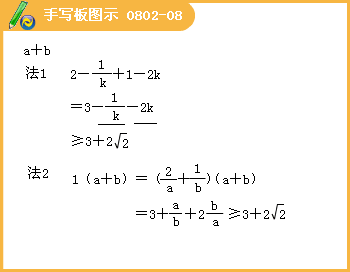 手写板图示 0802-08
a+b
法1 2-1/k+1-2k
=3-1/k-2k
≥3+2√2
法2 1(a+b)=(2/a+1/b)(a+b)
=3+a/b+2b/a≥3+2√2